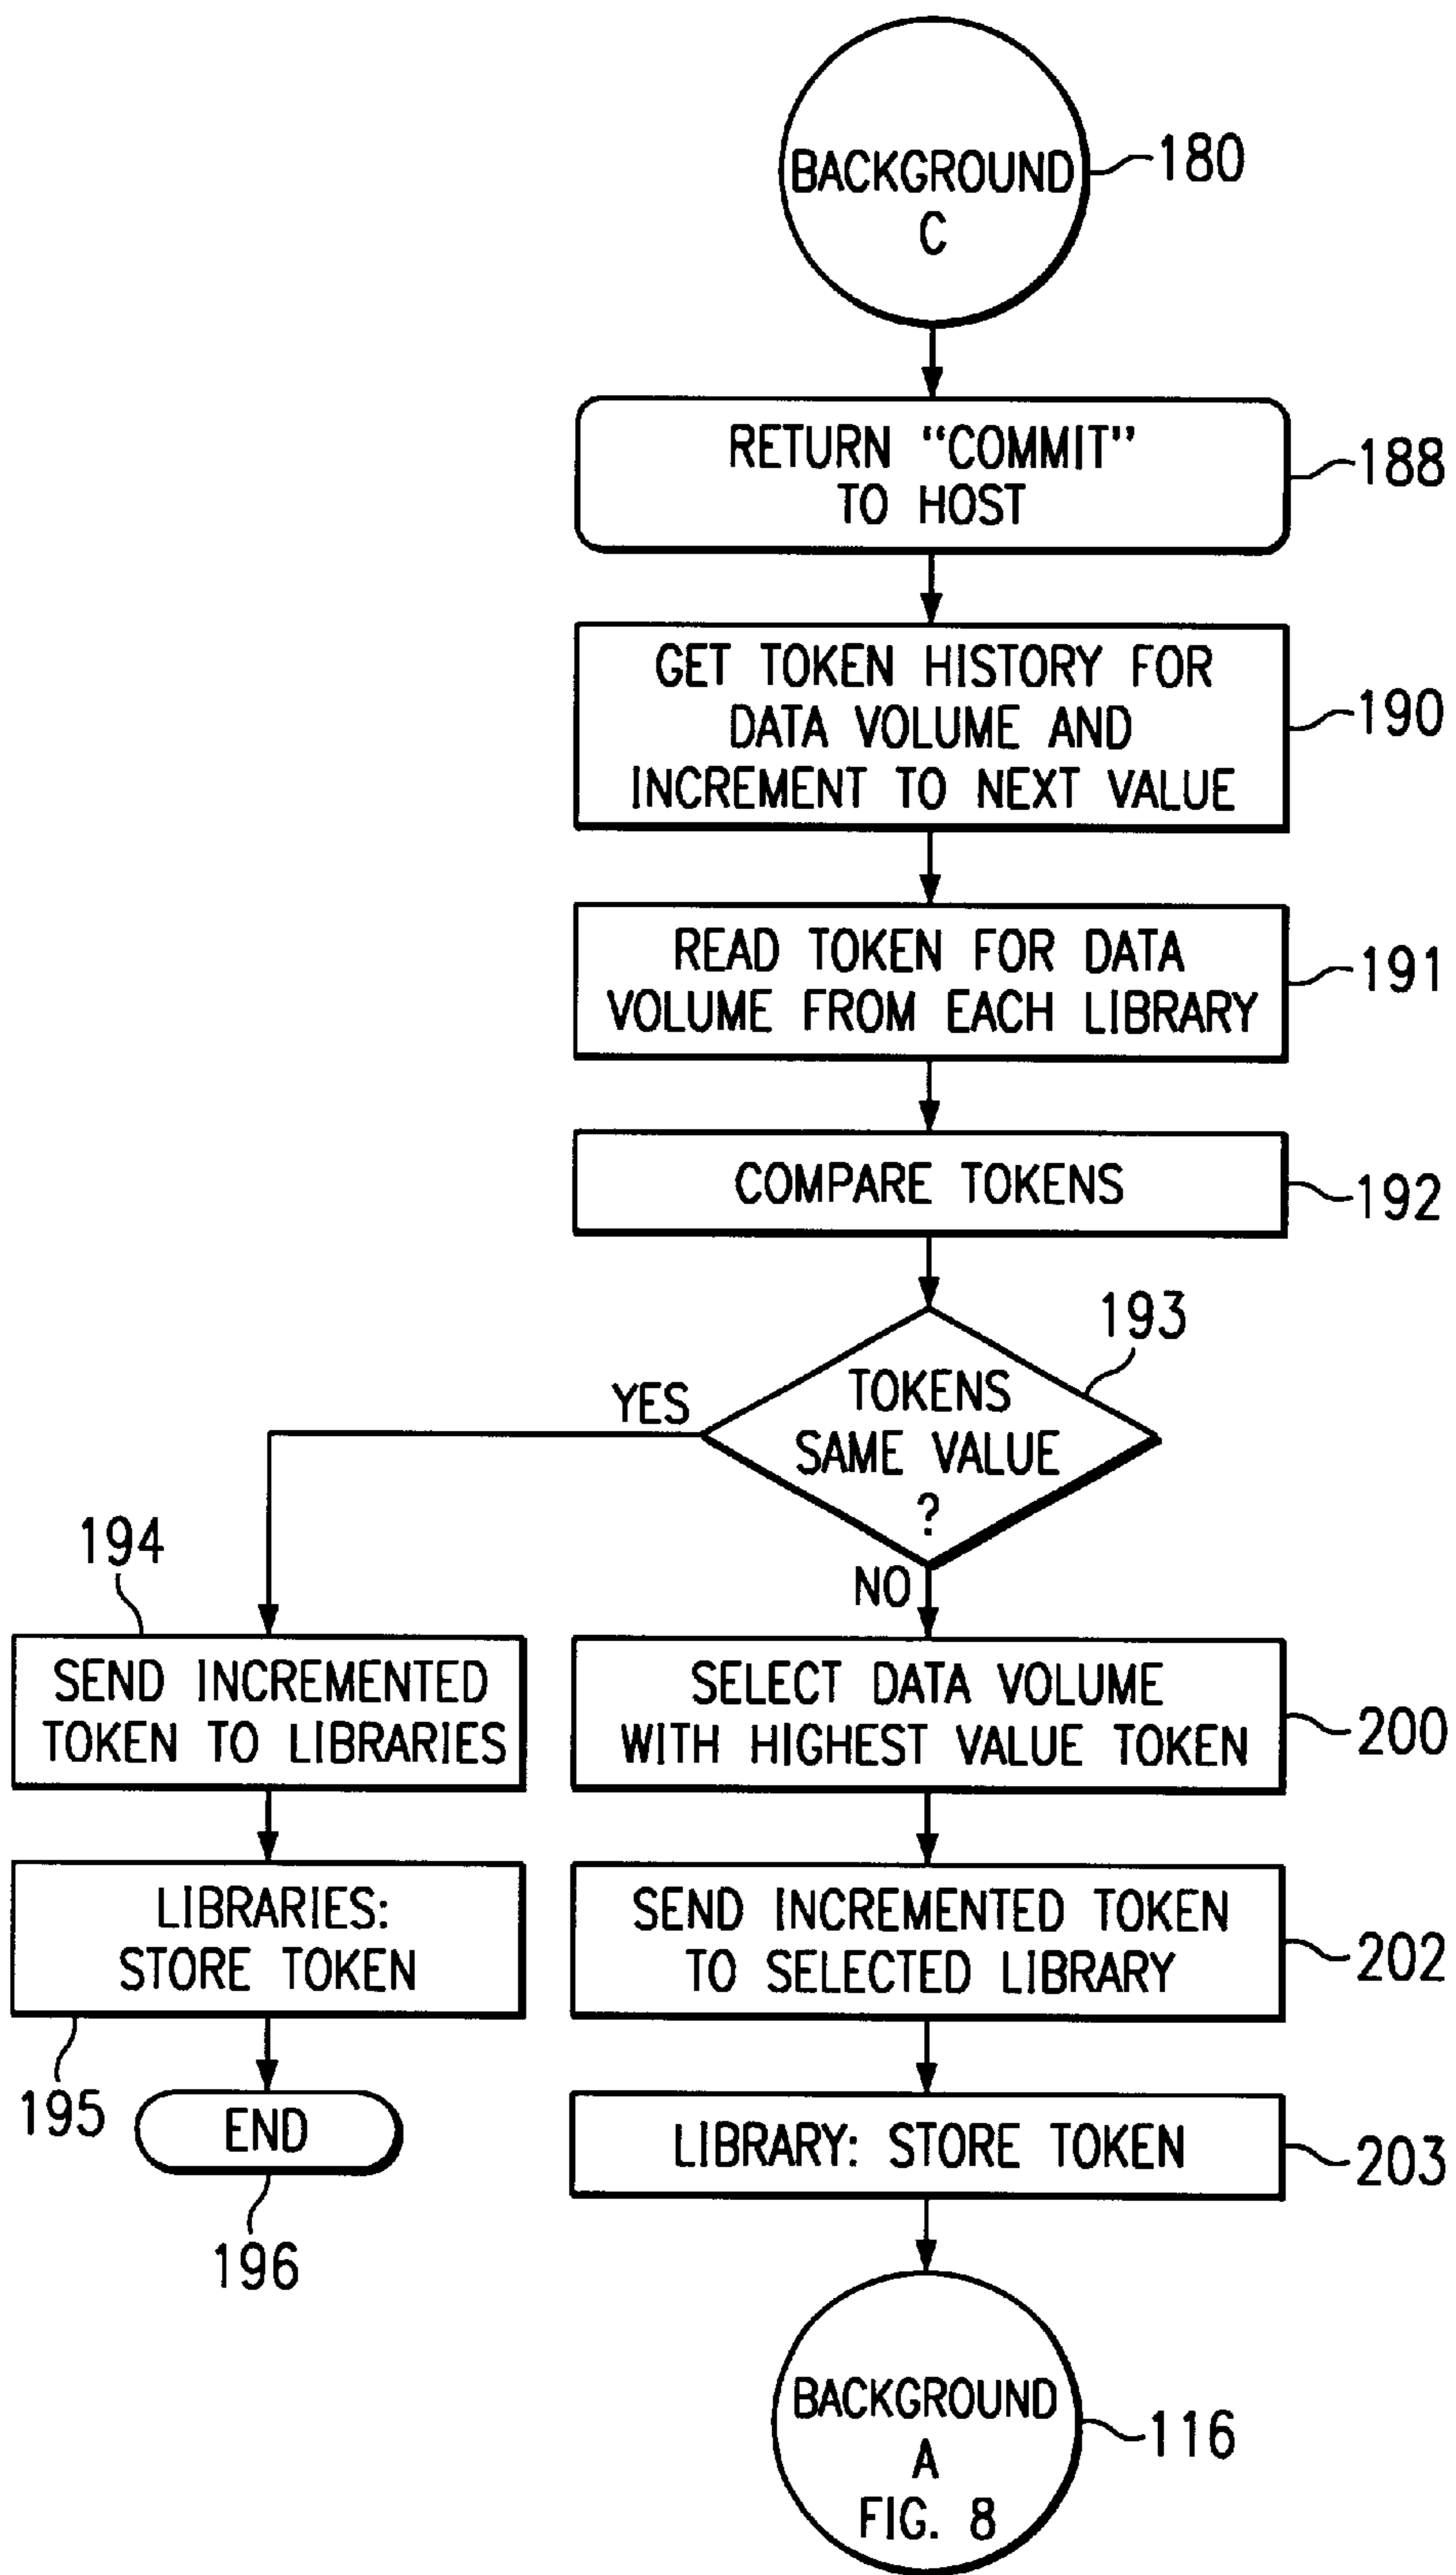 BACKGROUND
C
180
RETURN "COMMIT"
TO HOST
188
GET TOKEN HISTORY FOR
DATA VOLUME AND
INCREMENT TO NEXT VALUE
190
READ TOKEN FOR DATA
VOLUME FROM EACH LIBRARY
191
COMPARE TOKENS
192
193
TOKENS
SAME VALUE
?
YES
NO
194
SEND INCREMENTED
TOKEN TO LIBRARIES
LIBRARIES:
STORE TOKEN
195
END
196
SELECT DATA VOLUME
WITH HIGHEST VALUE TOKEN
200
SEND INCREMENTED TOKEN
TO SELECTED LIBRARY
202
LIBRARY: STORE TOKEN
203
BACKGROUND
A
FIG. 8
116